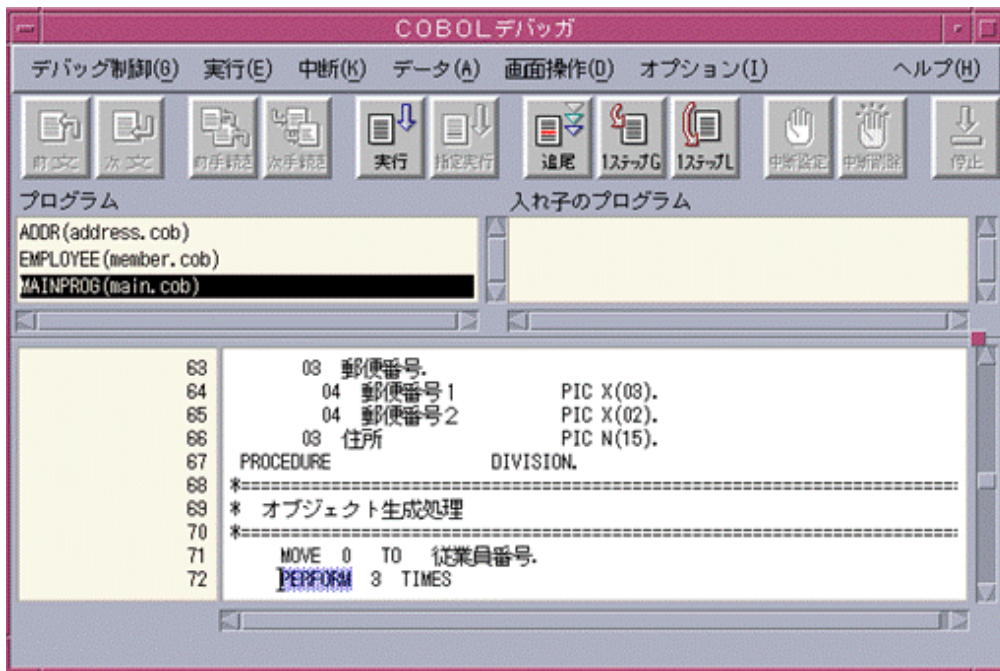 COBOLデバッガ
デバッグ制御(G) 実行(E) 中断(K) データ(A) 画面操作(D) オプション(I) ヘルプ(H)
前文 次文 前手続き 次手続き 実行 指定実行 追尾 1ステップG 1ステップL 中断設定 中断削除 停止
プログラム 入れ子のプログラム
ADDR(address.cob)
EMPLOYEE(member.cob)
MAINPROG(main.cob)
63 03 郵便番号.
64 04 郵便番号1 PIC X(03).
65 04 郵便番号2 PIC X(02).
66 03 住所 PIC N(15).
67 PROCEDURE DIVISION.
68 *=======================================================================
69 * オブジェクト生成処理
70 *=======================================================================
71 MOVE 0 TO 従業員番号.
72 PERFORM 3 TIMES